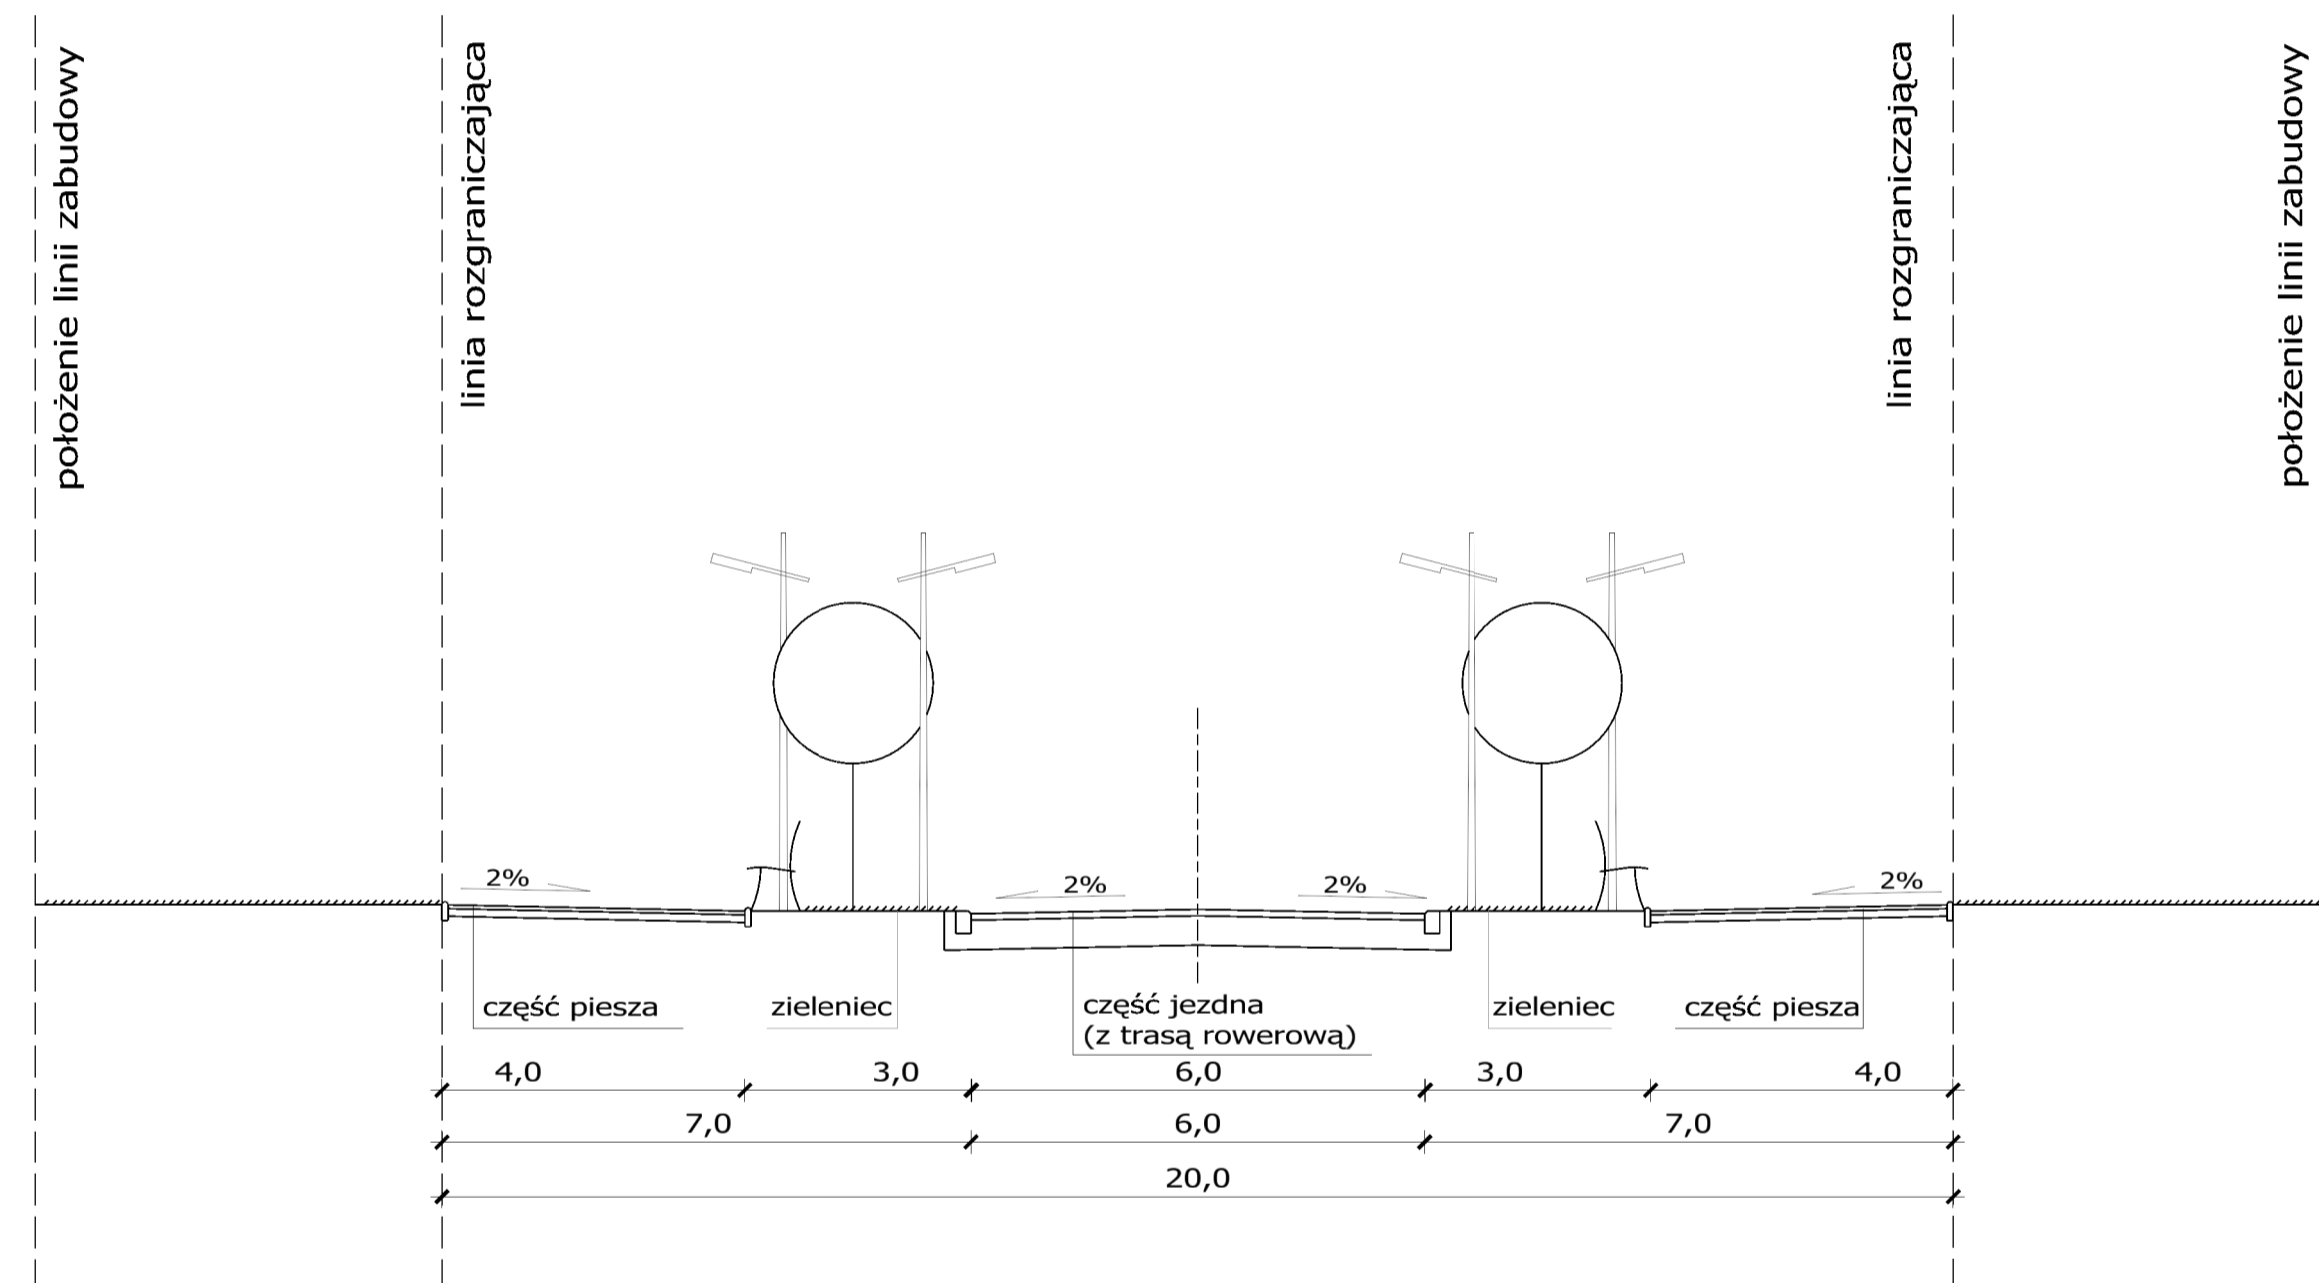 położenie linii zabudowy
linia rozgraniczająca
linia rozgraniczająca
położenie linii zabudowy
2%
2%
2%
2%
część piesza
zieleniec
część jezdna
(z trasą rowerową)
zieleniec
część piesza
4,0
3,0
6,0
3,0
4,0
7,0
6,0
7,0
20,0